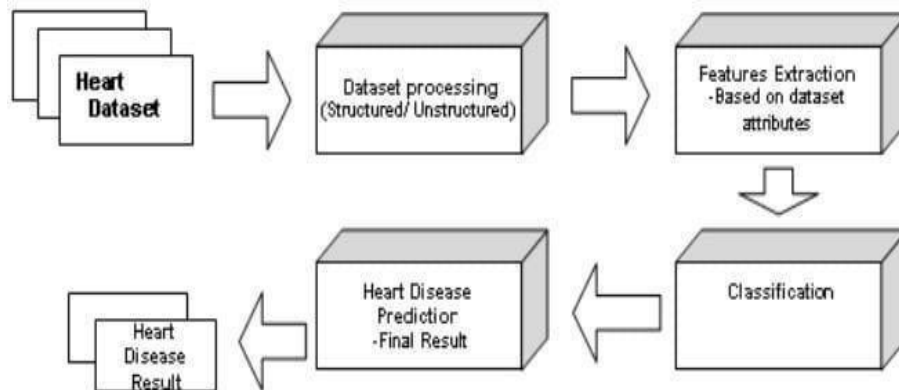 Heart
Dataset
Dataset processing
(Structured/ Unstructured)
Features Extraction
-Based on dataset
attributes
Classification
Heart Disease
Prediction
-Final Result
Heart
Disease
Result